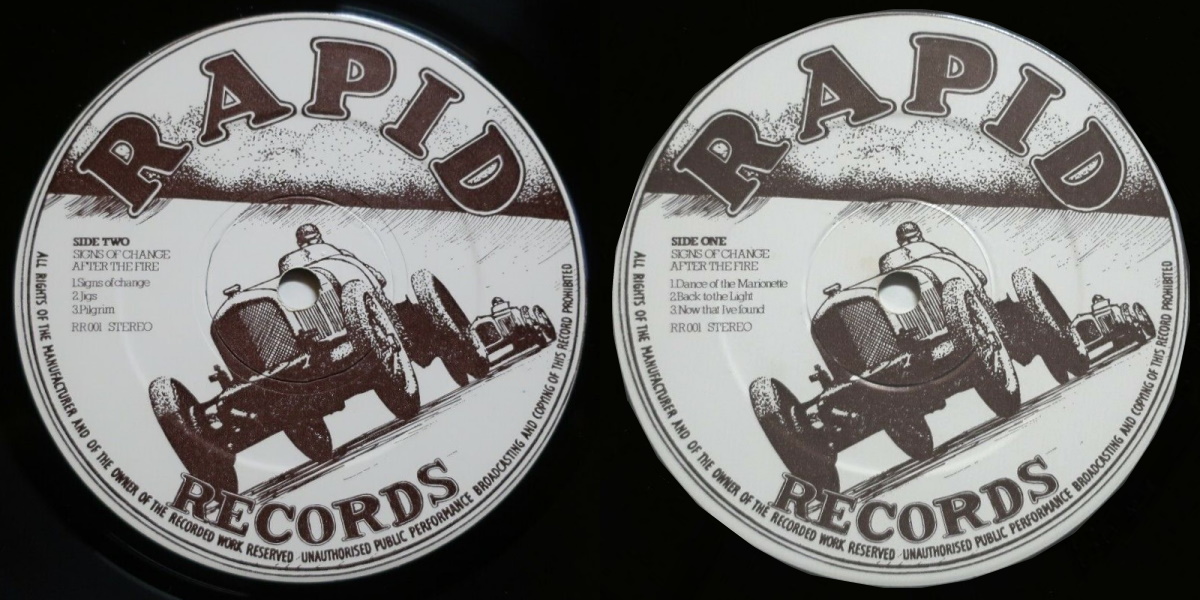 RAPID
SIDE TWO
SIGNS OF CHANGE
AFTER THE FIRE
1.Signs of change
2.Jigs
3.Pilgrim
RR001 STEREO
RECORDS
ALL RIGHTS OF THE MANUFACTURER AND OF THE OWNER OF THE RECORDED WORK RESERVED UNAUTHORISED PUBLIC PERFORMANCE BROADCASTING AND COPYING OF THIS RECORD PROHIBITED
RAPID
SIDE ONE
SIGNS OF CHANGE
AFTER THE FIRE
1.Dance of the Marionette
2.Back to the Light
3.Now that I've found
RR001 STEREO
RECORDS
ALL RIGHTS OF THE MANUFACTURER AND OF THE OWNER OF THE RECORDED WORK RESERVED UNAUTHORISED PUBLIC PERFORMANCE BROADCASTING AND COPYING OF THIS RECORD PROHIBITED